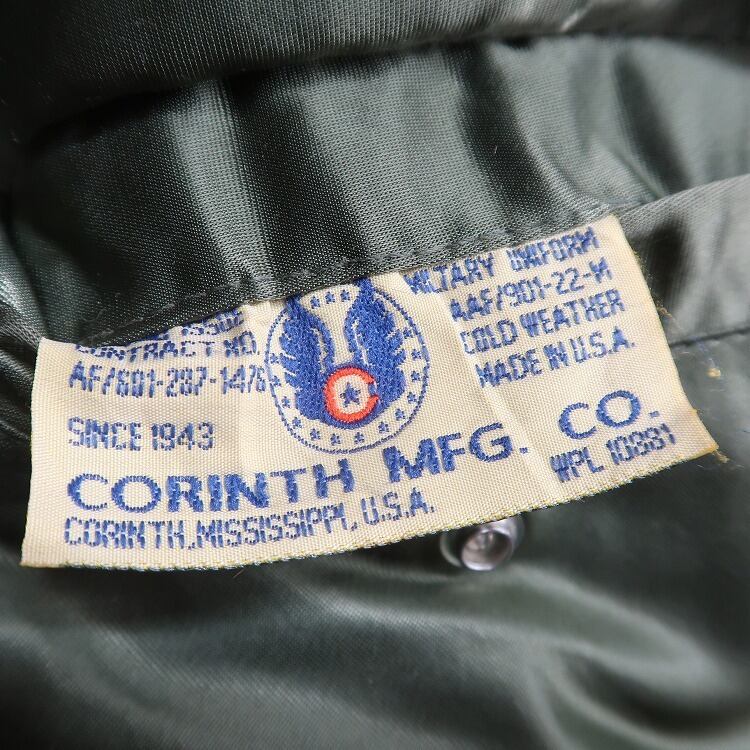 CONTRACT NO.
AF/601-287-1476
SINCE 1943
MILITARY UNIFORM
AAF/901-22-M
COLD WEATHER
MADE IN U.S.A.
C
CORINTH MFG. CO.
CORINTH, MISSISSIPPI, U.S.A.
WPL 10881